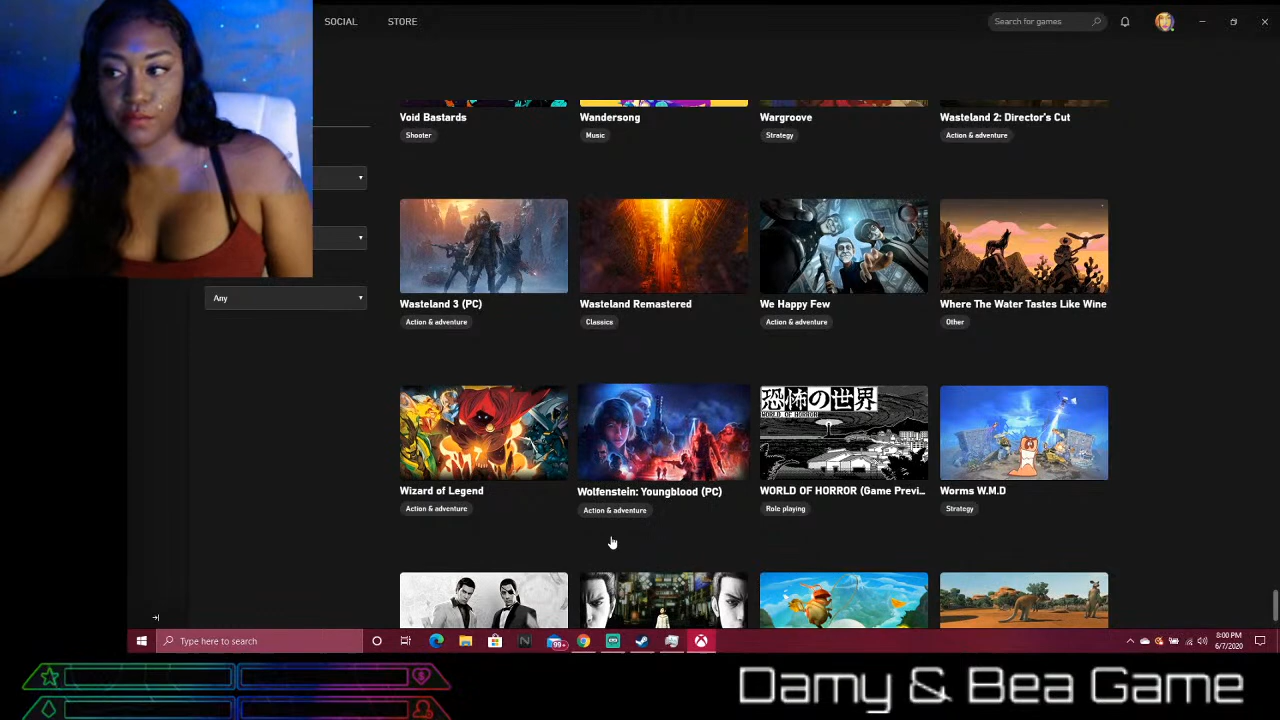 SOCIAL
STORE
Search for games
Void Bastards
Shooter
Wandersong
Music
Wargroove
Strategy
Wasteland 2: Director's Cut
Action & adventure
Any
Wasteland 3 (PC)
Action & adventure
Wasteland Remastered
Classics
We Happy Few
Action & adventure
Where The Water Tastes Like Wine
Other
恐怖の世界
WORLD OF HORROR
Wizard of Legend
Action & adventure
Wolfenstein: Youngblood (PC)
Action & adventure
WORLD OF HORROR (Game Previ...
Role playing
Worms W.M.D
Strategy
Type here to search
99+
8:00 PM
6/7/2020
Damy & Bea Game